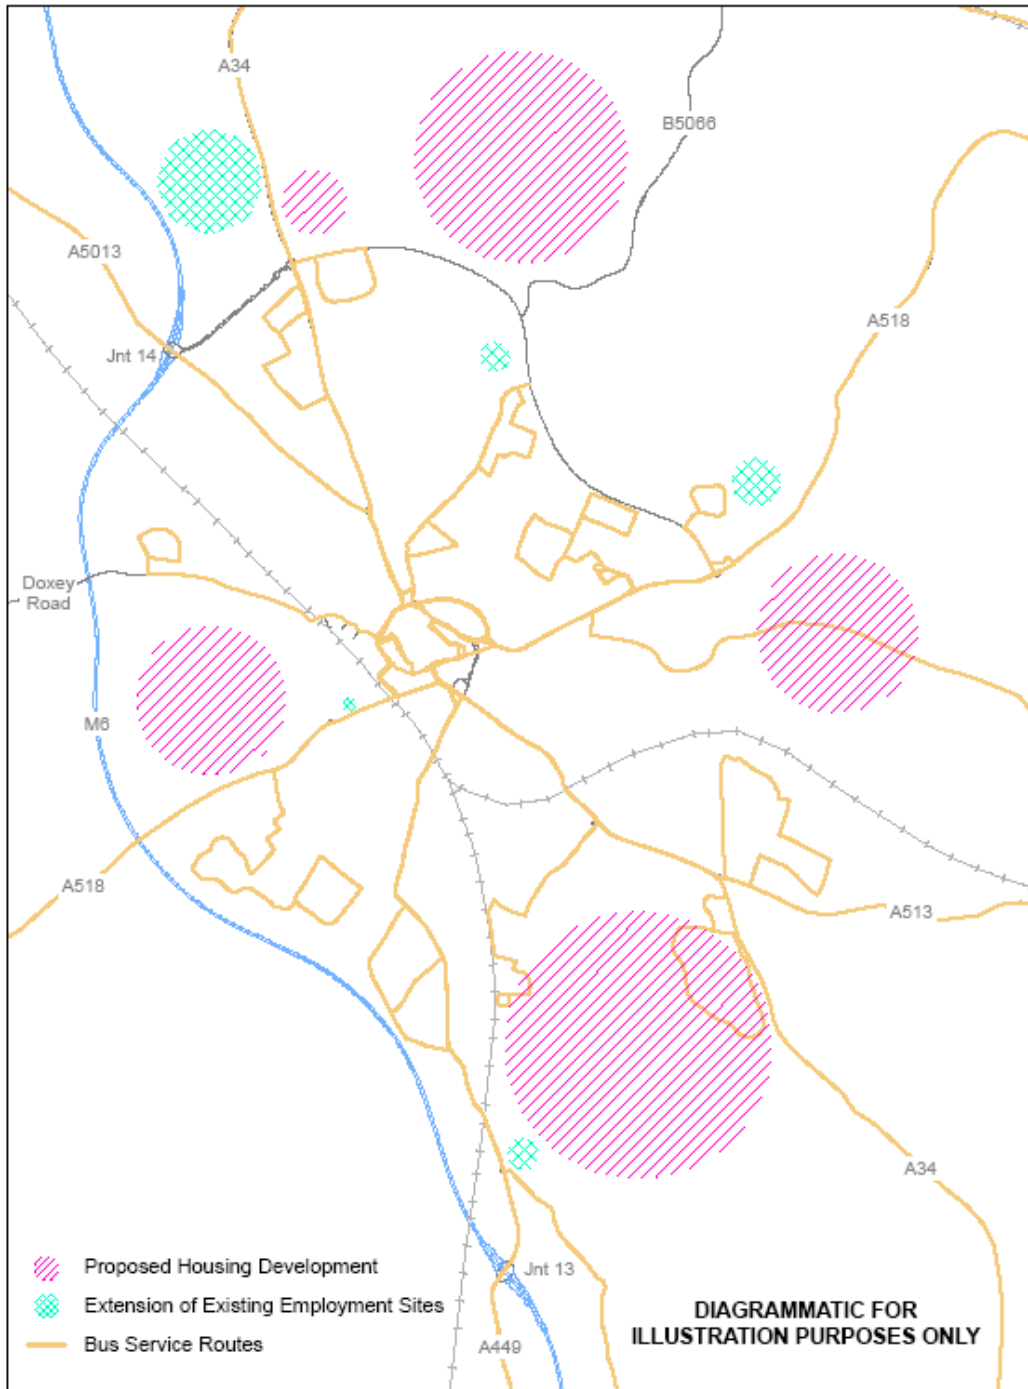 A34
B5066
A5013
A518
Jnt 14
Doxey
Road
M6
A518
A513
A34
Jnt 13
A449
Proposed Housing Development
Extension of Existing Employment Sites
Bus Service Routes
DIAGRAMMATIC FOR
ILLUSTRATION PURPOSES ONLY